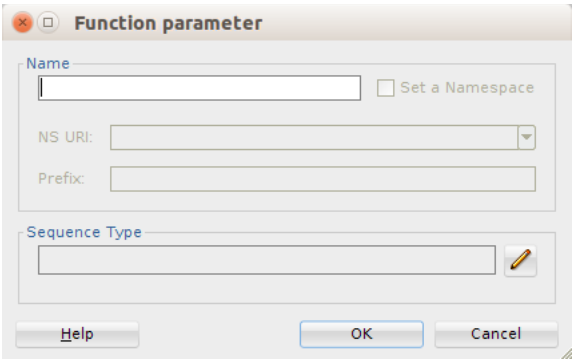 Function parameter
Name
Set a Namespace
NS URI:
Prefix:
Sequence Type
Help
OK
Cancel